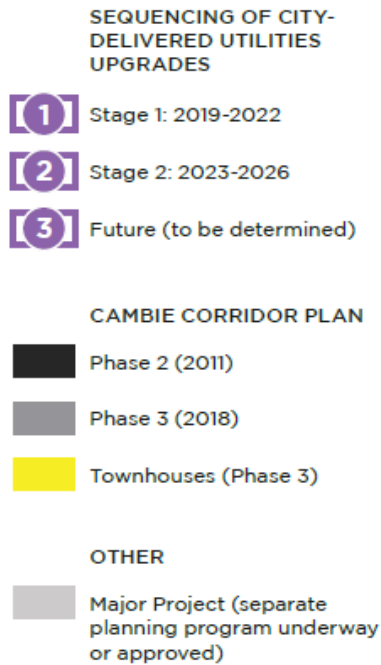 SEQUENCING OF CITY-
DELIVERED UTILITIES
UPGRADES
1 Stage 1: 2019-2022
2 Stage 2: 2023-2026
3 Future (to be determined)
CAMBIE CORRIDOR PLAN
Phase 2 (2011)
Phase 3 (2018)
Townhouses (Phase 3)
OTHER
Major Project (separate
planning program underway
or approved)